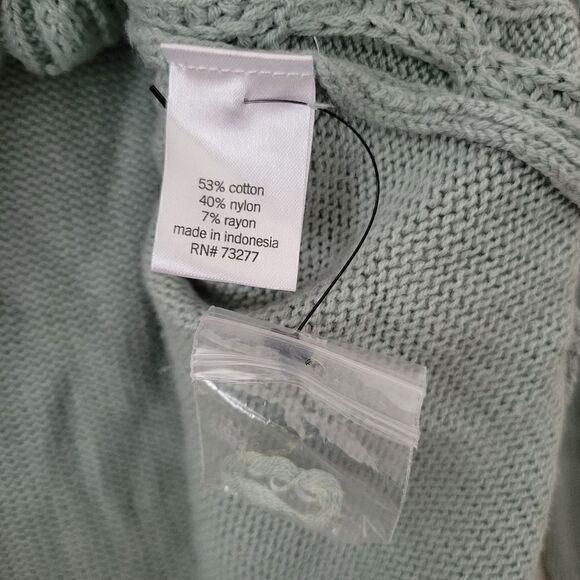 53% cotton
40% nylon
7% rayon
made in indonesia
RN# 73277